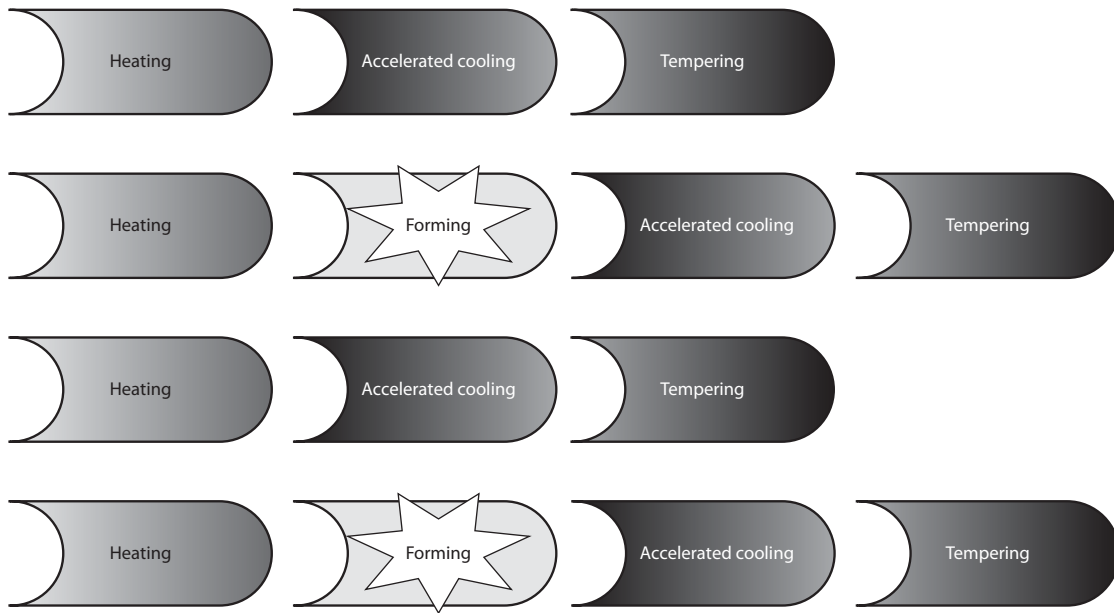 Heating
Accelerated cooling
Tempering
Heating
Forming
Accelerated cooling
Tempering
Heating
Accelerated cooling
Tempering
Heating
Forming
Accelerated cooling
Tempering